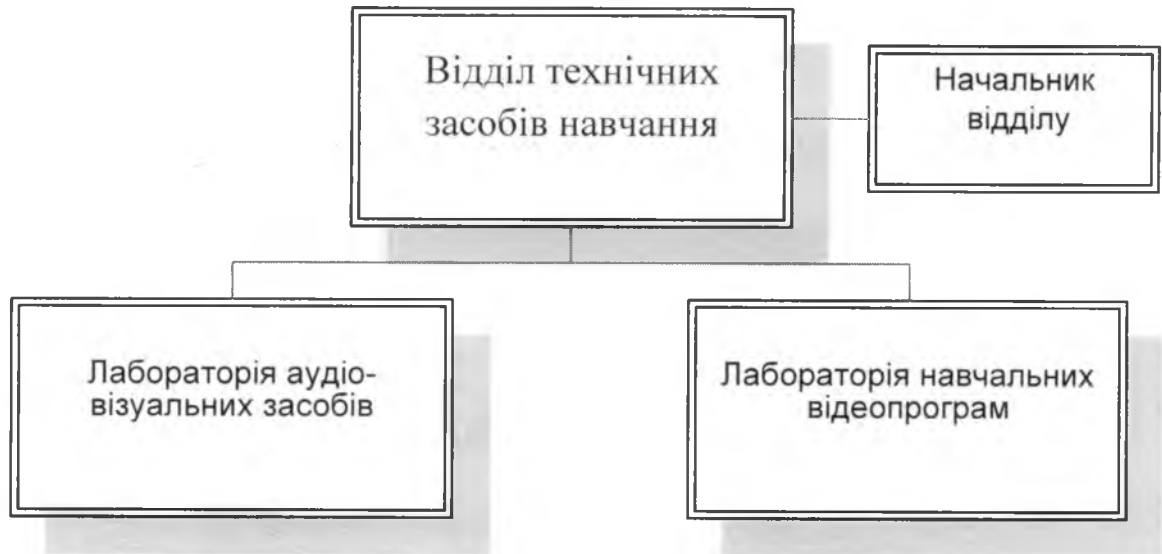 Відділ технічних
засобів навчання
Начальник
відділу
Лабораторія аудіо-
візуальних засобів
Лабораторія навчальних
відеопрограм